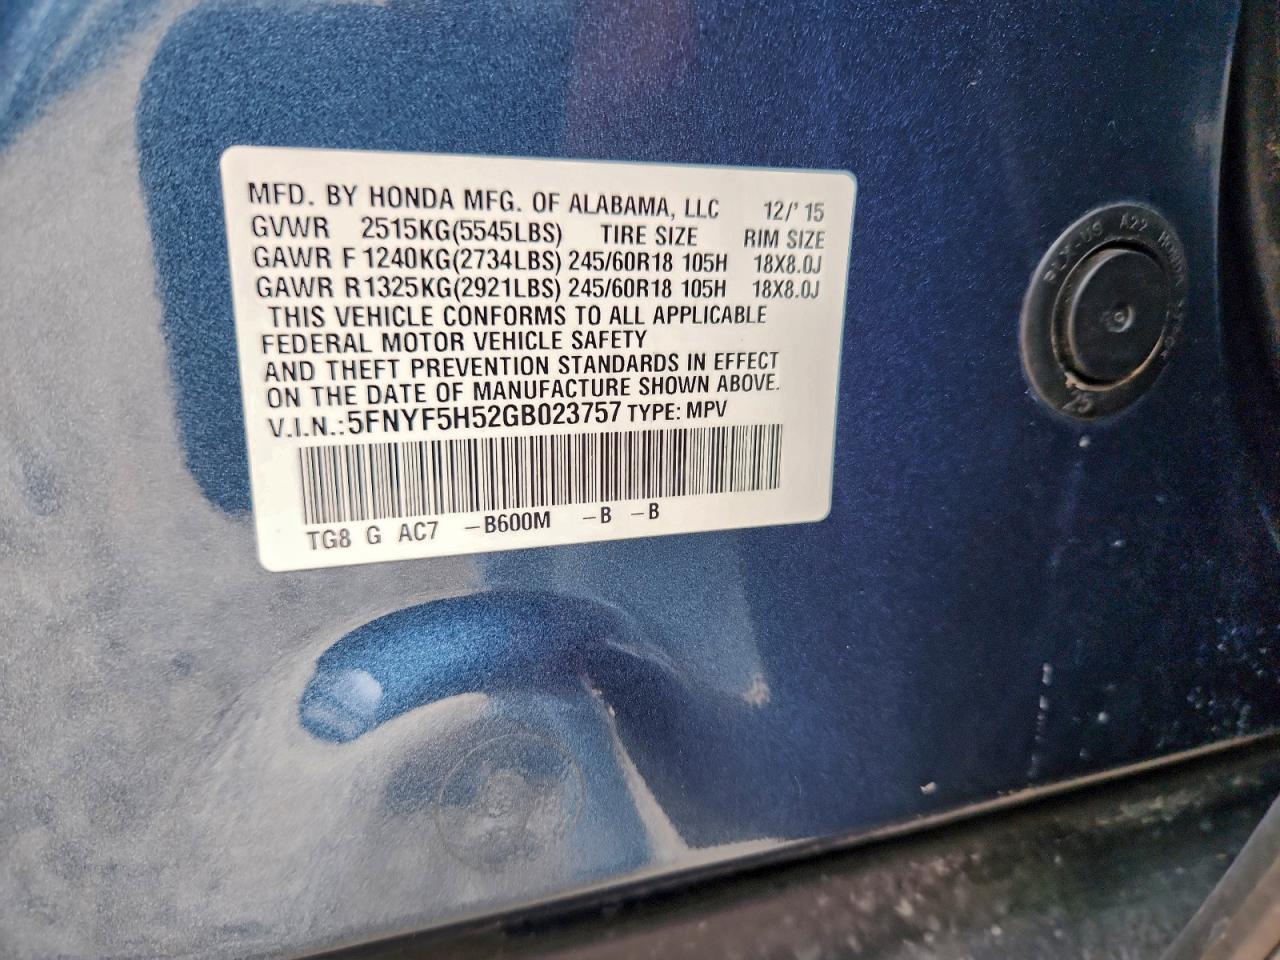 MFD. BY HONDA MFG. OF ALABAMA, LLC 12/' 15
GVWR 2515KG(5545LBS) TIRE SIZE RIM SIZE
GAWR F 1240KG(2734LBS) 245/60R18 105H 18X8.0J
GAWR R1325KG(2921LBS) 245/60R18 105H 18X8.0J
THIS VEHICLE CONFORMS TO ALL APPLICABLE
FEDERAL MOTOR VEHICLE SAFETY
AND THEFT PREVENTION STANDARDS IN EFFECT
ON THE DATE OF MANUFACTURE SHOWN ABOVE.
V.I.N.:5FNYF5H52GB023757 TYPE: MPV
TG8 G AC7 -B600M -B -B
A22
25